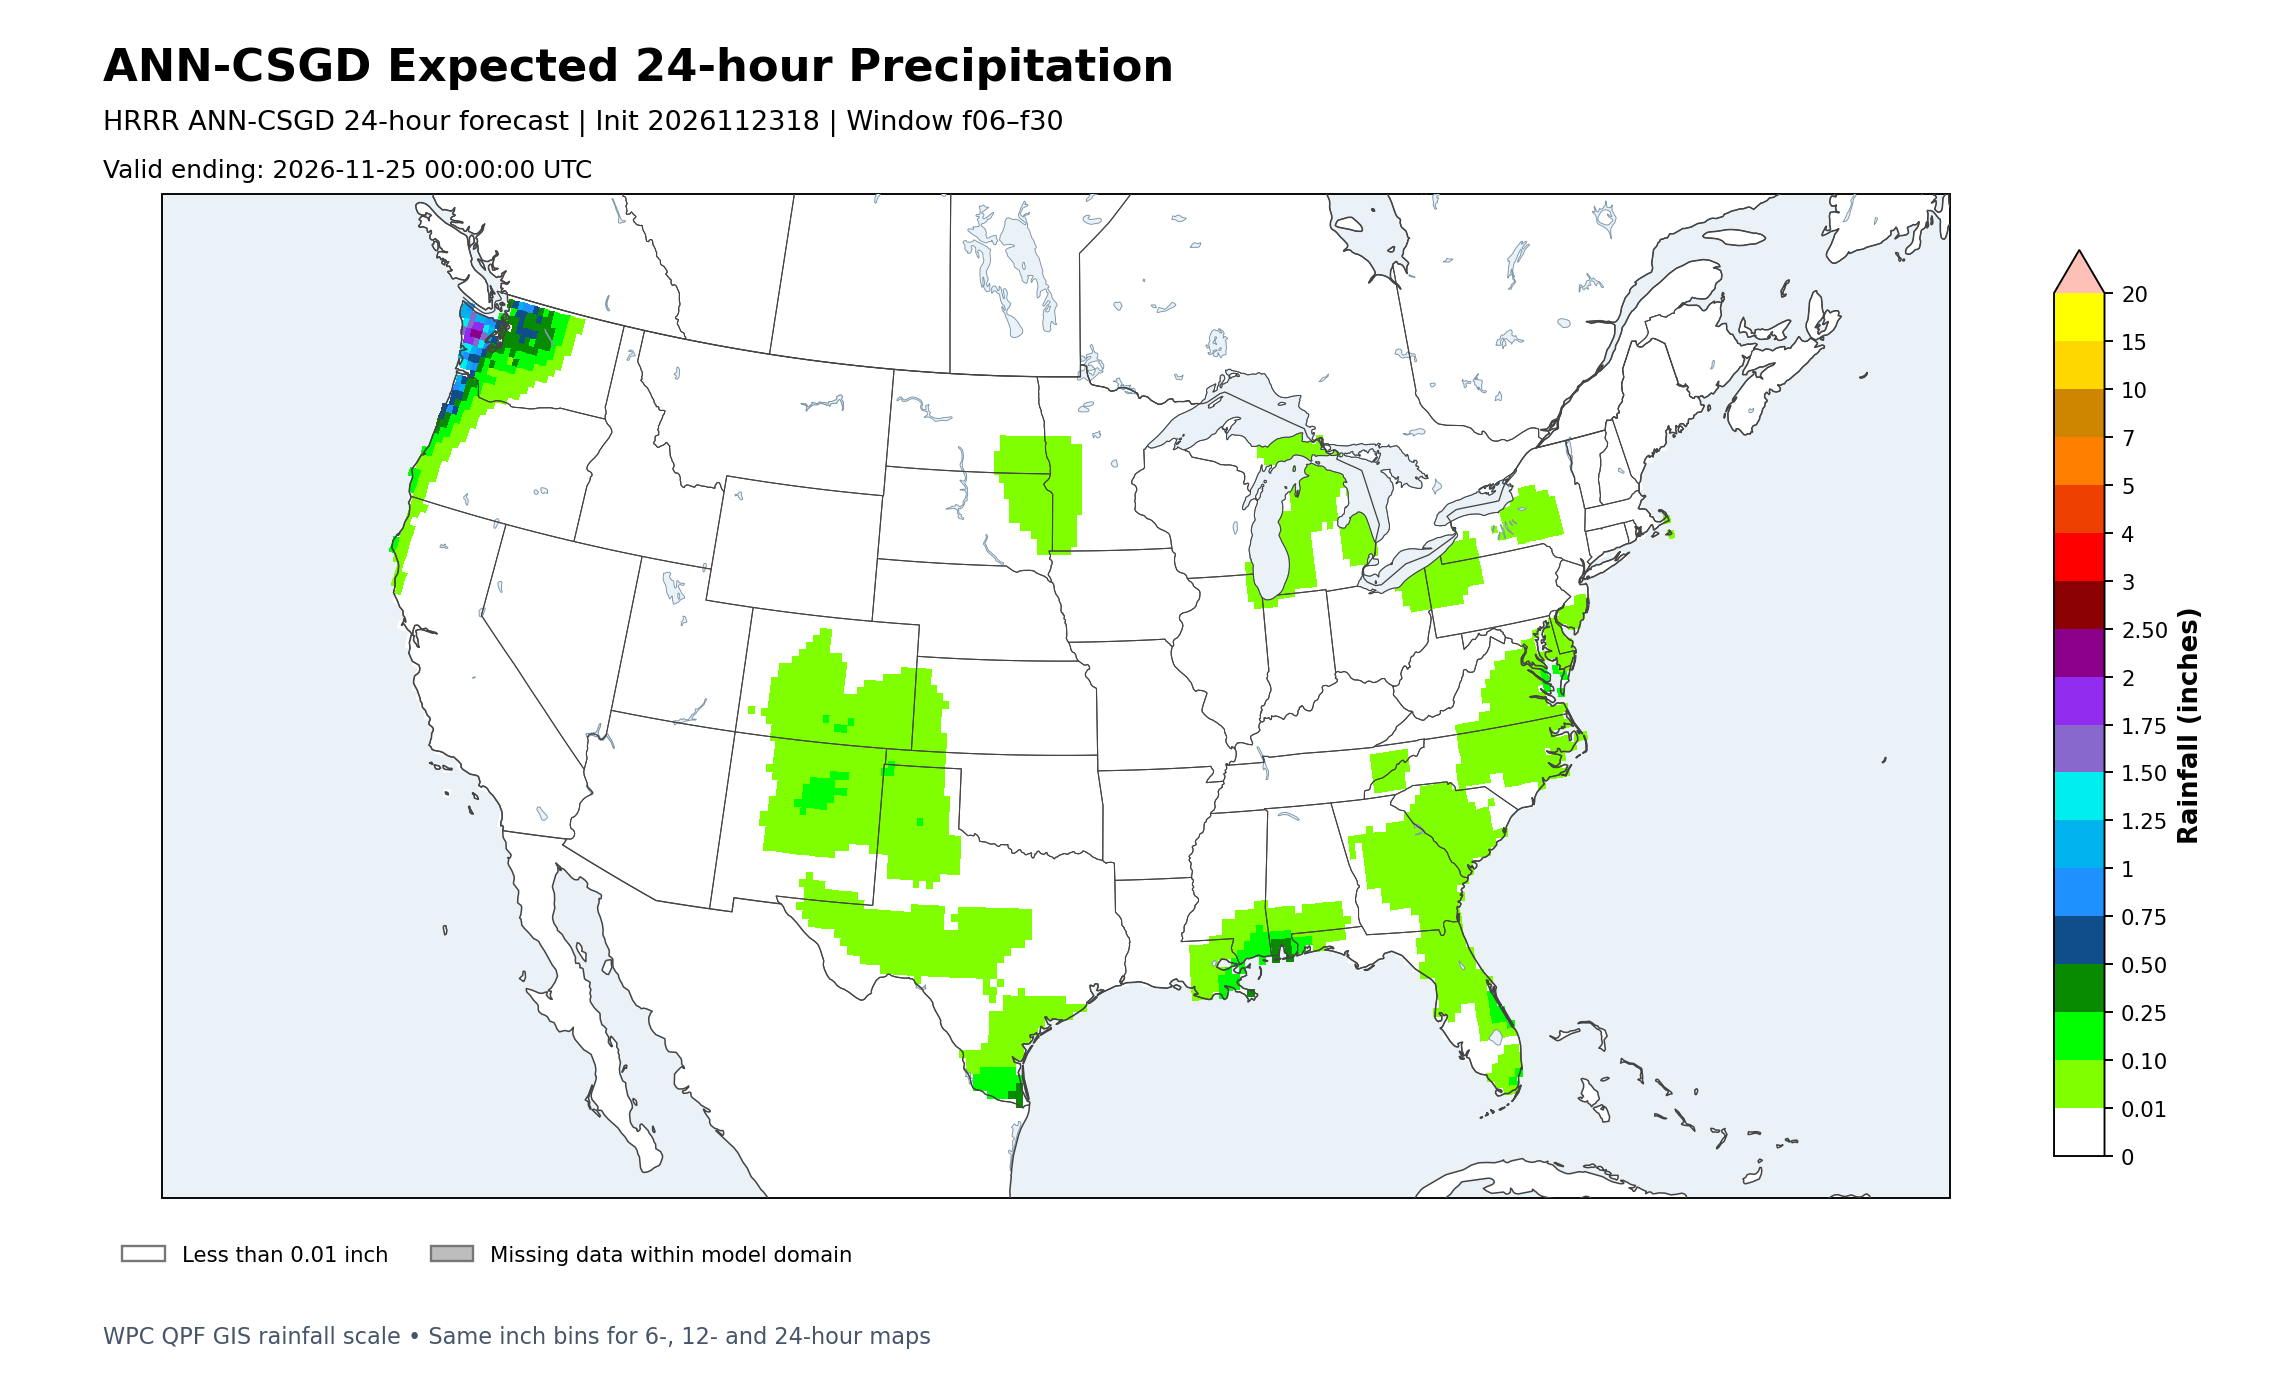 ANN-CSGD Expected 24-hour Precipitation
HRRR ANN-CSGD 24-hour forecast | Init 2026112318 | Window f06–f30
Valid ending: 2026-11-25 00:00:00 UTC
20
15
10
7
5
4
3
2.50
2
1.75
1.50
1.25
1
0.75
0.50
0.25
0.10
0.01
0
Rainfall (inches)
Less than 0.01 inch
Missing data within model domain
WPC QPF GIS rainfall scale • Same inch bins for 6-, 12- and 24-hour maps